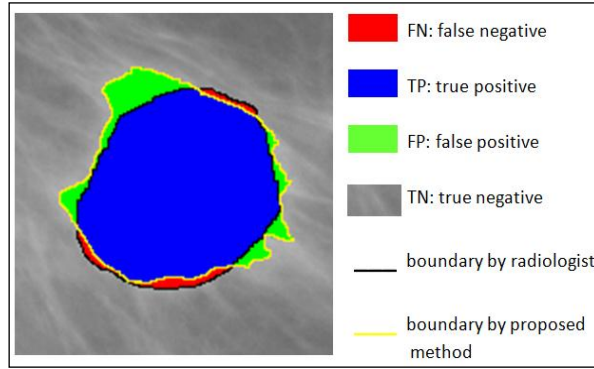 FN: false negative
TP: true positive
FP: false positive
TN: true negative
boundary by radiologist
boundary by proposed
method